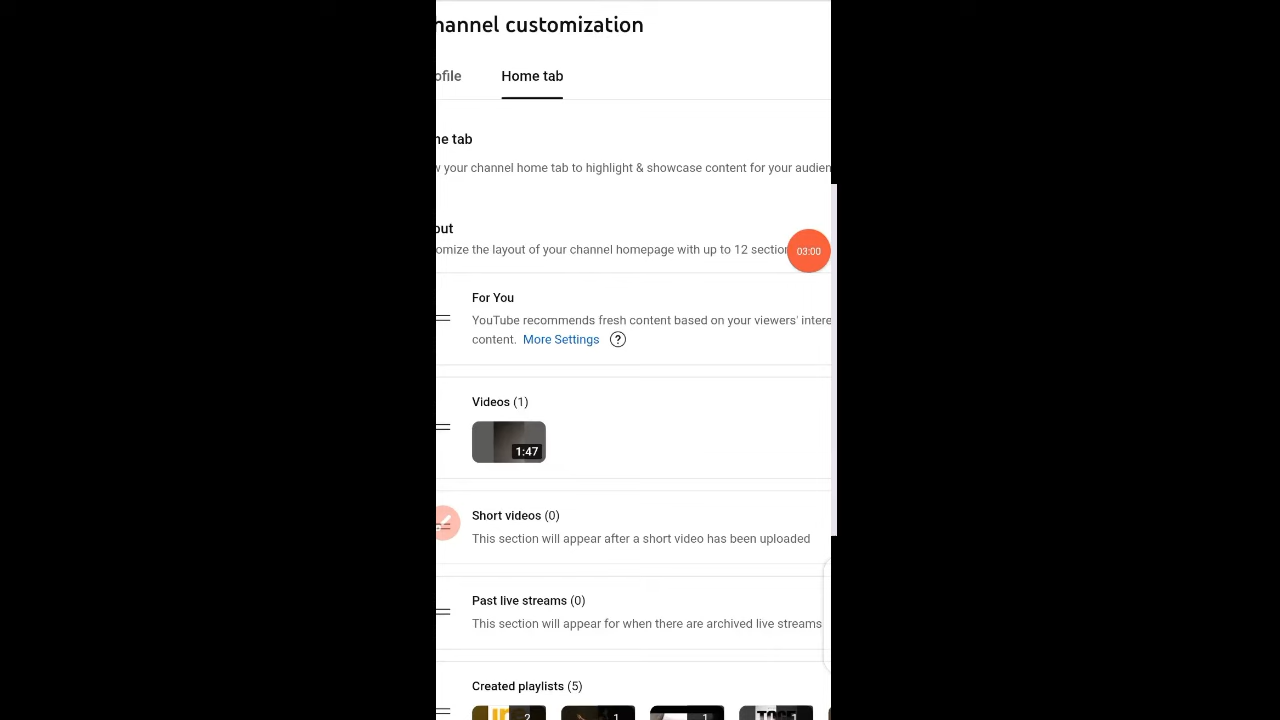 hannel customization
ofile Home tab
ne tab
w your channel home tab to highlight & showcase content for your audien
out
omize the layout of your channel homepage with up to 12 section
03:00
For You
YouTube recommends fresh content based on your viewers' intere
content. More Settings ?
Videos (1)
1:47
Short videos (0)
This section will appear after a short video has been uploaded
Past live streams (0)
This section will appear for when there are archived live streams
Created playlists (5)
2 1 1 1